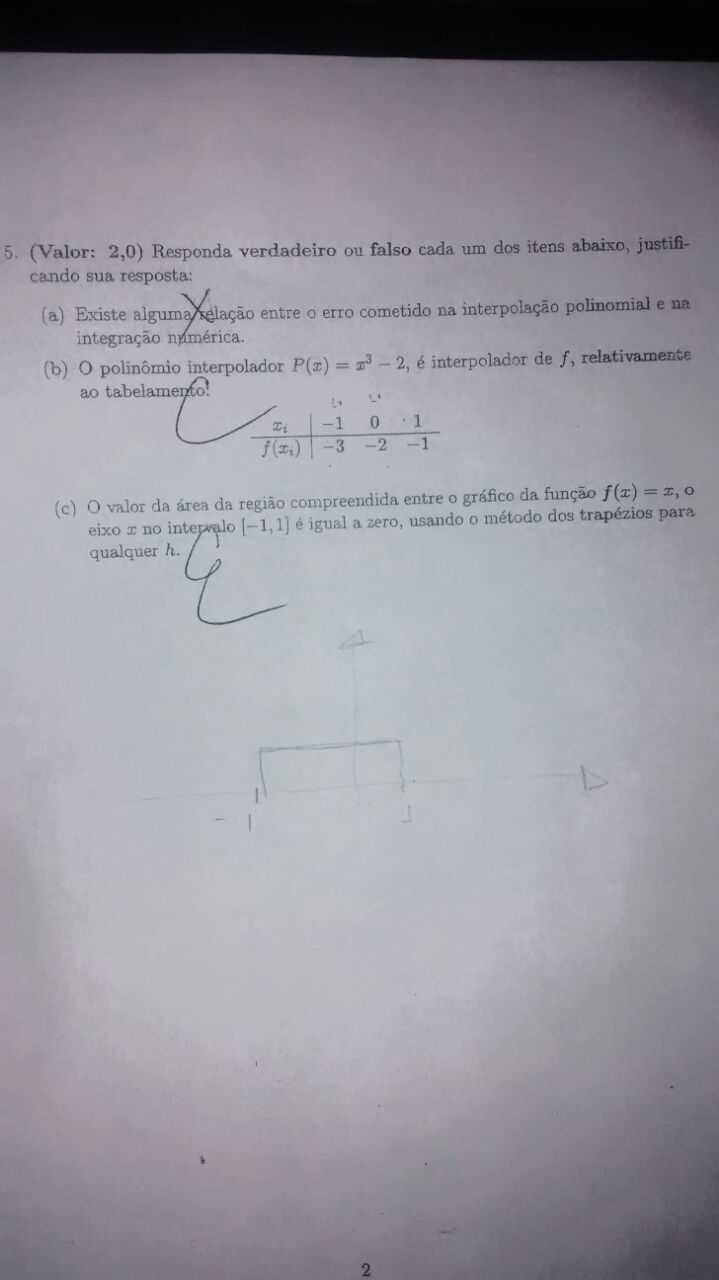 5. (Valor: 2,0) Responda verdadeiro ou falso cada um dos itens abaixo, justifi-
cando sua resposta:
(a) Existe alguma relação entre o erro cometido na interpolação polinomial e na
integração numérica.
(b) O polinômio interpolador P(x) = x³ − 2, é interpolador de f, relativamente
ao tabelamento:
x_i | −1 0 1
f(x_i) | −3 −2 −1
(c) O valor da área da região compreendida entre o gráfico da função f(x) = x, o
eixo x no intervalo [−1, 1] é igual a zero, usando o método dos trapézios para
qualquer h.
−1 1
2